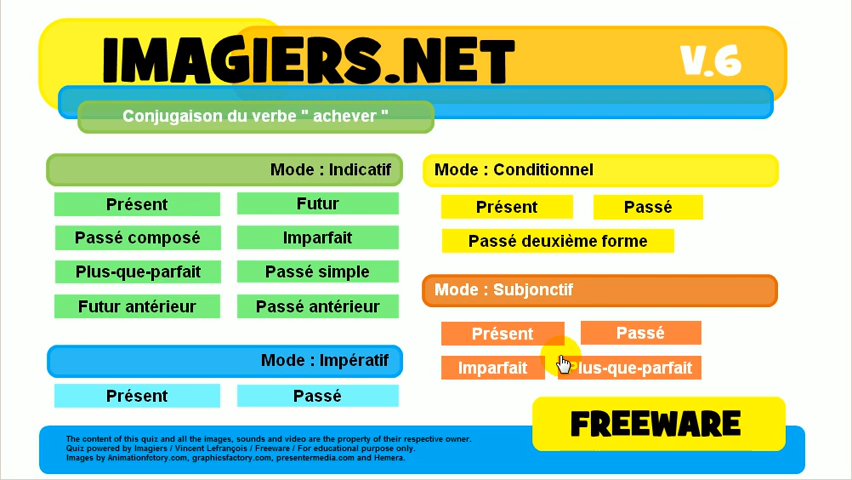 IMAGIERS.NET
V.6
Conjugaison du verbe " achever "
Mode : Indicatif
Présent
Futur
Passé composé
Imparfait
Plus-que-parfait
Passé simple
Futur antérieur
Passé antérieur
Mode : Impératif
Présent
Passé
Mode : Conditionnel
Présent
Passé
Passé deuxième forme
Mode : Subjonctif
Présent
Passé
Imparfait
Plus-que-parfait
FREEWARE
The content of this quiz and all the images, sounds and video are the property of their respective owner.
Quiz powered by Imagiers / Vincent Lefrançois / Freeware / For educational purpose only.
Images by Animationfctory.com, graphicsfactory.com, presentermedia.com and Hemera.